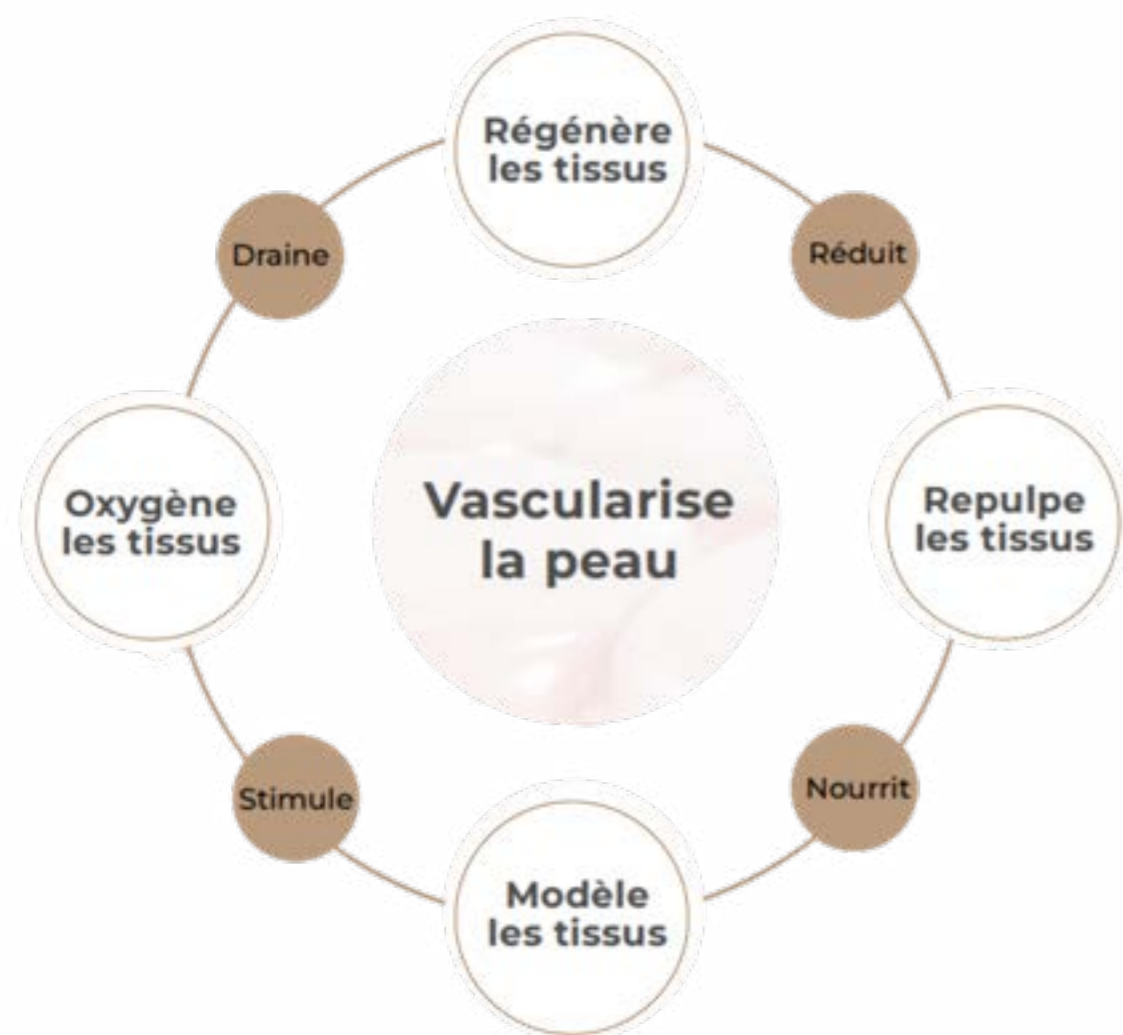 Régénère
les tissus
Draine
Réduit
Oxygène
les tissus
Vascularise
la peau
Repulpe
les tissus
Stimule
Nourrit
Modèle
les tissus